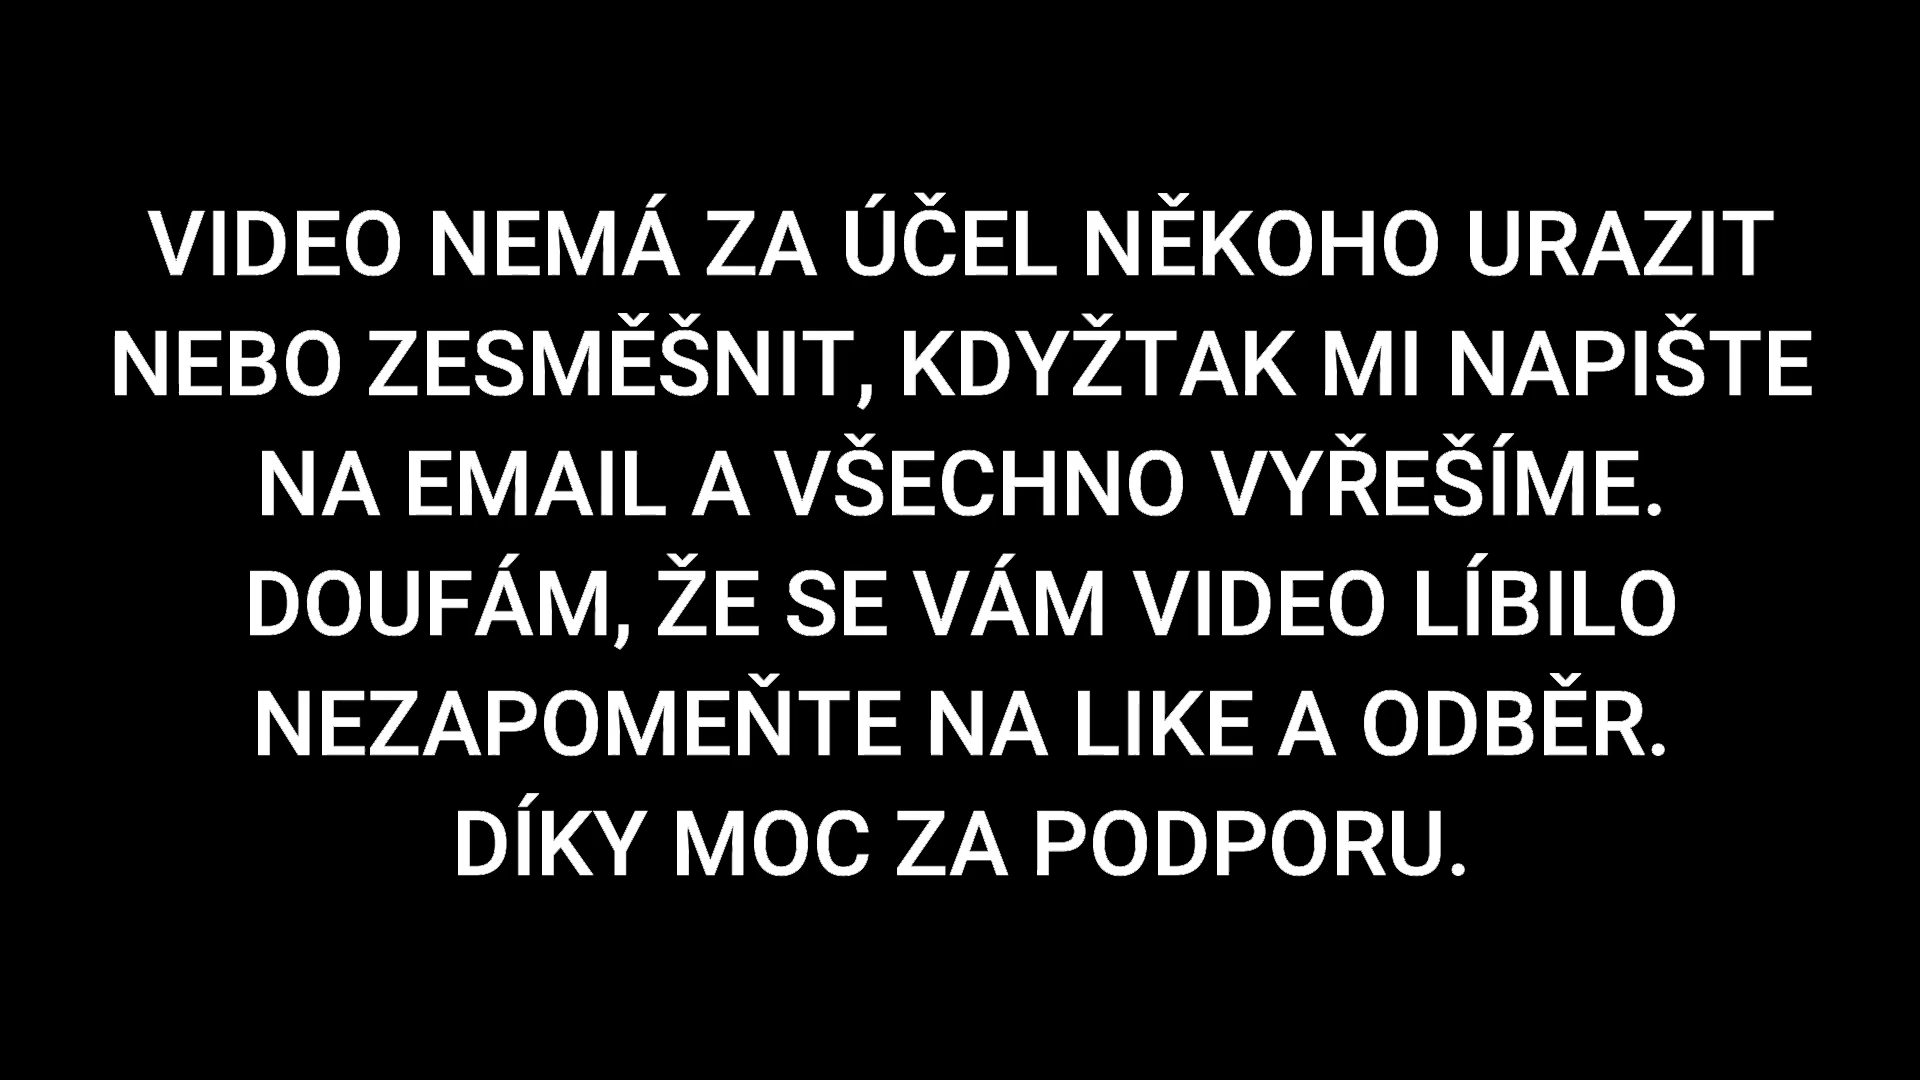 VIDEO NEMÁ ZA ÚČEL NĚKOHO URAZIT
NEBO ZESMĚŠNIT, KDYŽTAK MI NAPIŠTE
NA EMAIL A VŠECHNO VYŘEŠÍME.
DOUFÁM, ŽE SE VÁM VIDEO LÍBILO
NEZAPOMEŇTE NA LIKE A ODBĚR.
DÍKY MOC ZA PODPORU.